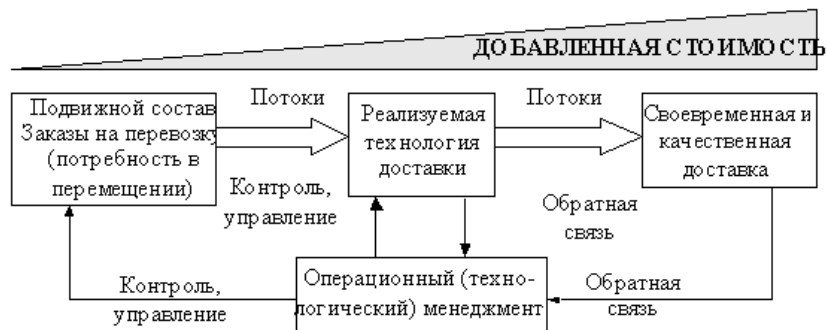 ДОБАВЛЕННАЯ СТОИМОСТЬ
Подвижной состав
Заказы на перевозку
(потребность в
перемещении)
Потоки
Реализуемая
технология
доставки
Потоки
Своевременная и
качественная
доставка
Контроль,
управление
Обратная
связь
Контроль,
управление
Операционный (техно-
логический) менеджмент
Обратная
связь